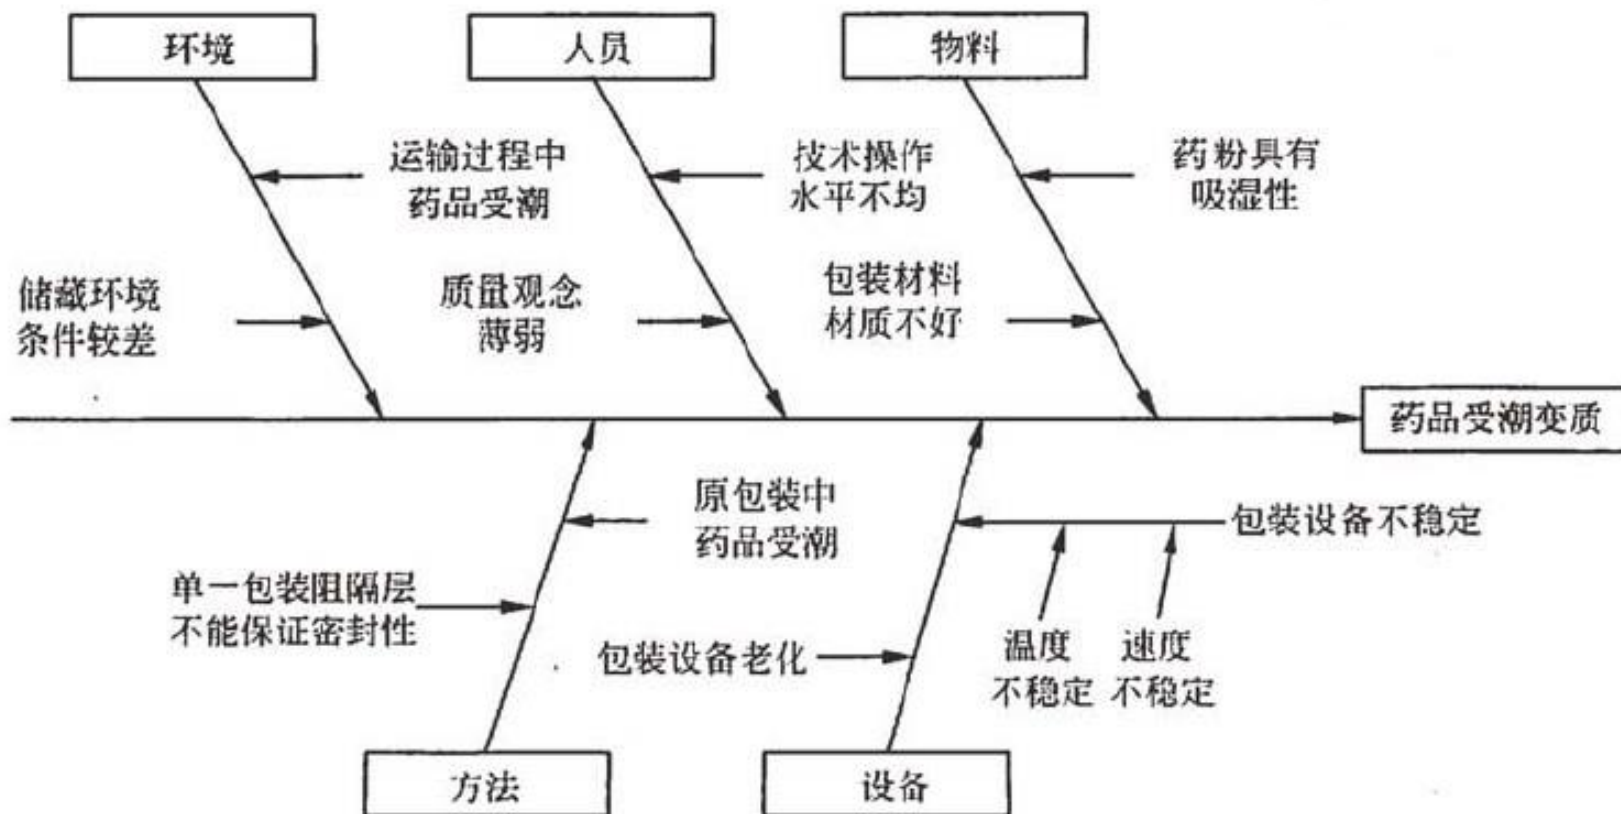 环境
人员
物料
运输过程中
药品受潮
技术操作
水平不均
药粉具有
吸湿性
储藏环境
条件较差
质量观念
薄弱
包装材料
材质不好
药品受潮变质
原包装中
药品受潮
包装设备不稳定
单一包装阻隔层
不能保证密封性
包装设备老化
温度
不稳定
速度
不稳定
方法
设备